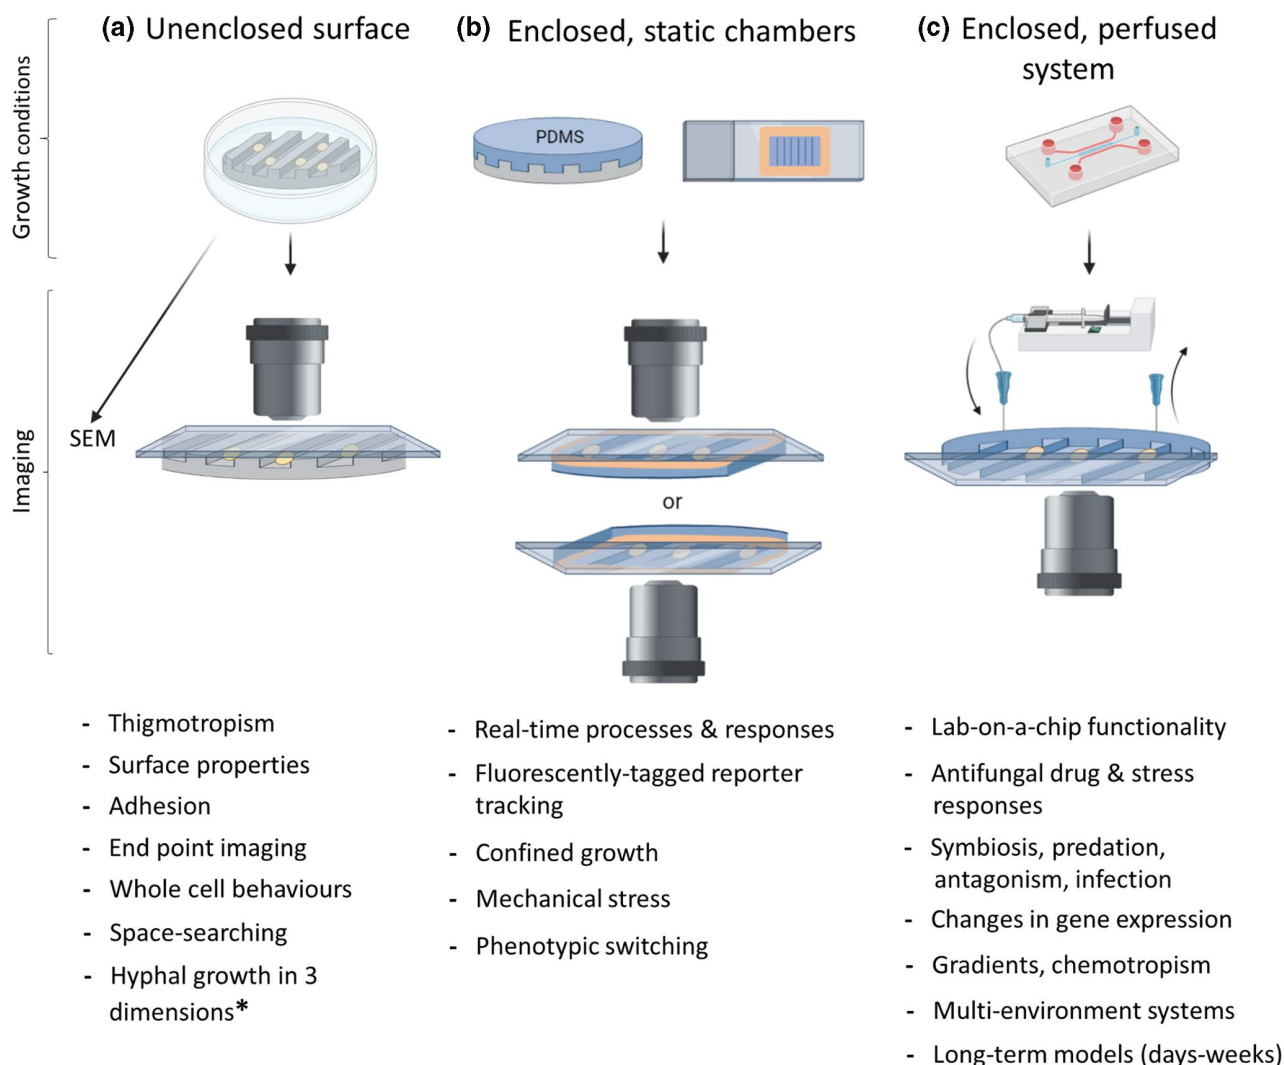 (a) Unenclosed surface
(b) Enclosed, static chambers
(c) Enclosed, perfused
system
Growth conditions
PDMS
Imaging
SEM
or
- Thigmotropism
- Surface properties
- Adhesion
- End point imaging
- Whole cell behaviours
- Space-searching
- Hyphal growth in 3
dimensions*
- Real-time processes & responses
- Fluorescently-tagged reporter
tracking
- Confined growth
- Mechanical stress
- Phenotypic switching
- Lab-on-a-chip functionality
- Antifungal drug & stress
responses
- Symbiosis, predation,
antagonism, infection
- Changes in gene expression
- Gradients, chemotropism
- Multi-environment systems
- Long-term models (days-weeks)